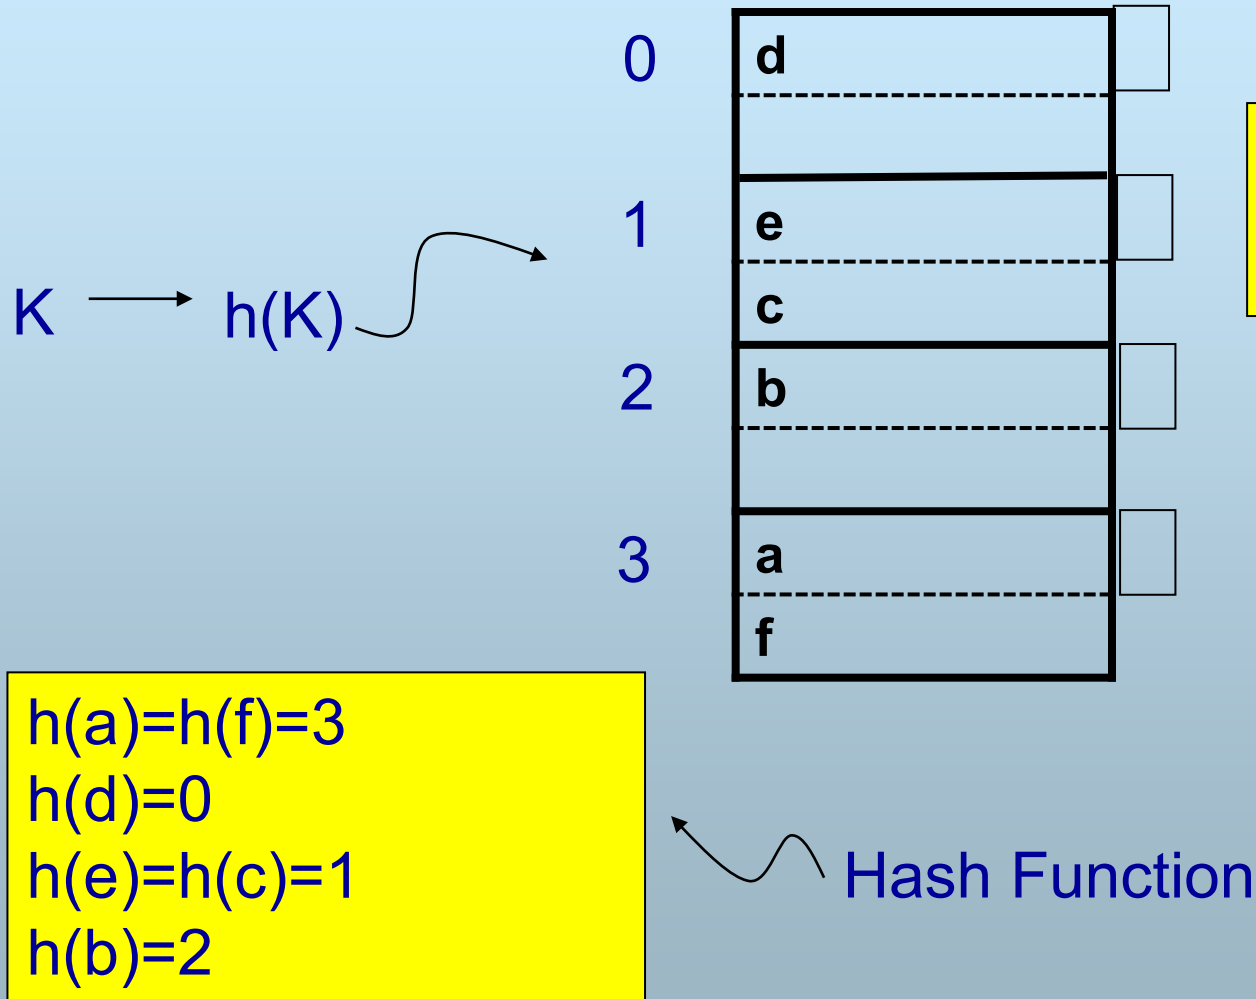 0 d
1 e
c
K h(K)
2 b
3 a
f
h(a)=h(f)=3
h(d)=0
h(e)=h(c)=1
h(b)=2
Hash Function